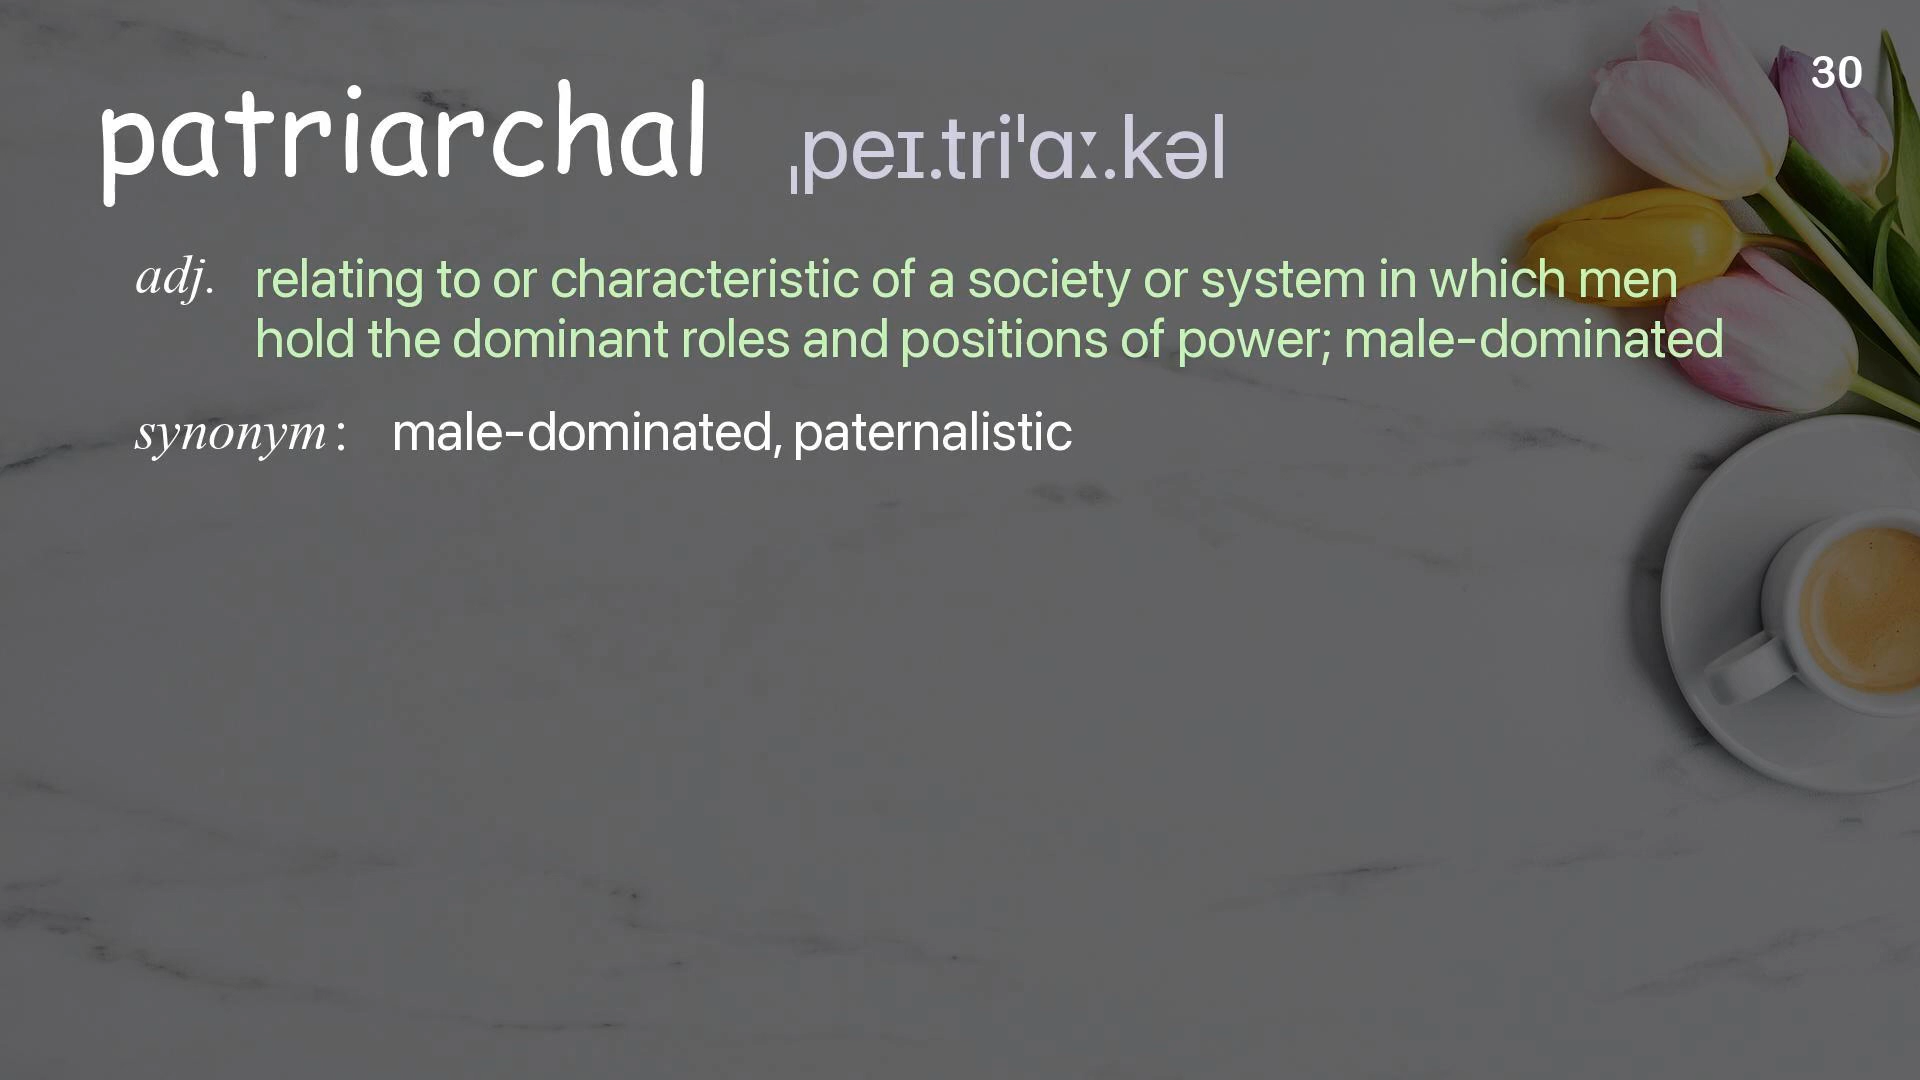 30
patriarchal ˌpeɪ.triˈɑː.kəl
adj. relating to or characteristic of a society or system in which men
hold the dominant roles and positions of power; male-dominated
synonym: male-dominated, paternalistic